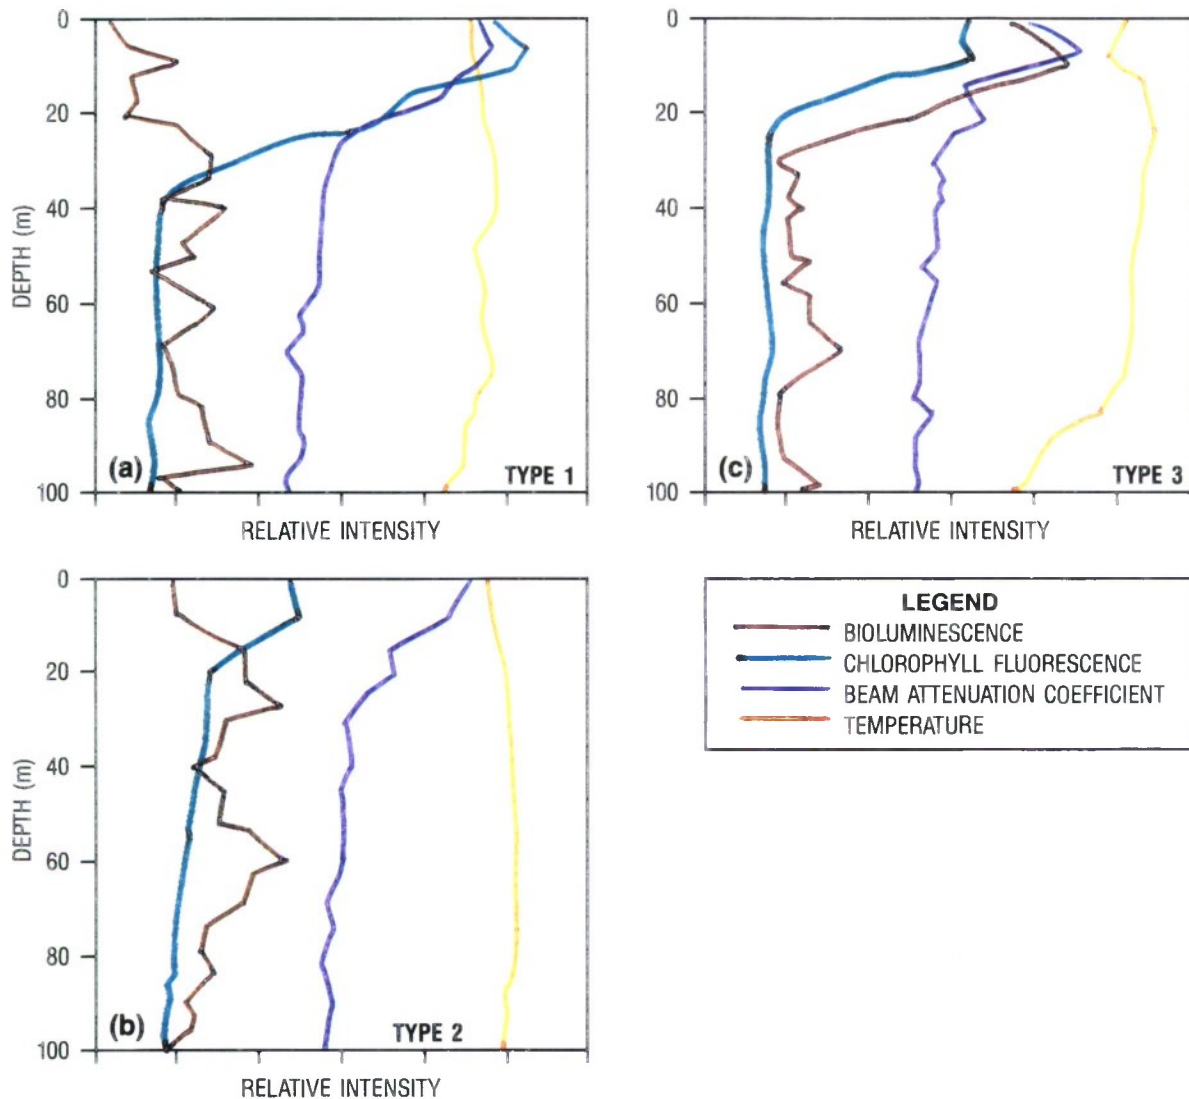 0
20
40
60
80
100
DEPTH (m)
(a)
TYPE 1
RELATIVE INTENSITY
0
20
40
60
80
100
DEPTH (m)
(c)
TYPE 3
RELATIVE INTENSITY
0
20
40
60
80
100
DEPTH (m)
(b)
TYPE 2
RELATIVE INTENSITY
LEGEND
BIOLUMINESCENCE
CHLOROPHYLL FLUORESCENCE
BEAM ATTENUATION COEFFICIENT
TEMPERATURE